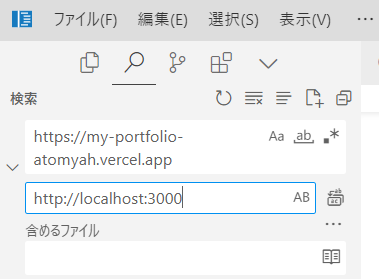 ファイル(F) 編集(E) 選択(S) 表示(V)
検索
https://my-portfolio-
atomyah.vercel.app
Aa ab
http://localhost:3000 AB
含めるファイル